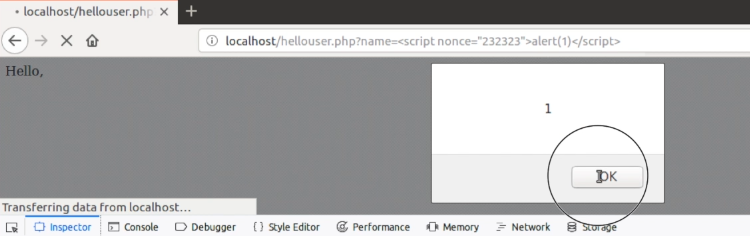 localhost/hellouser.php
localhost/hellouser.php?name=<script nonce="232323">alert(1)</script>
Hello,
1
OK
Transferring data from localhost...
Inspector Console Debugger {} Style Editor Performance Memory Network Storage